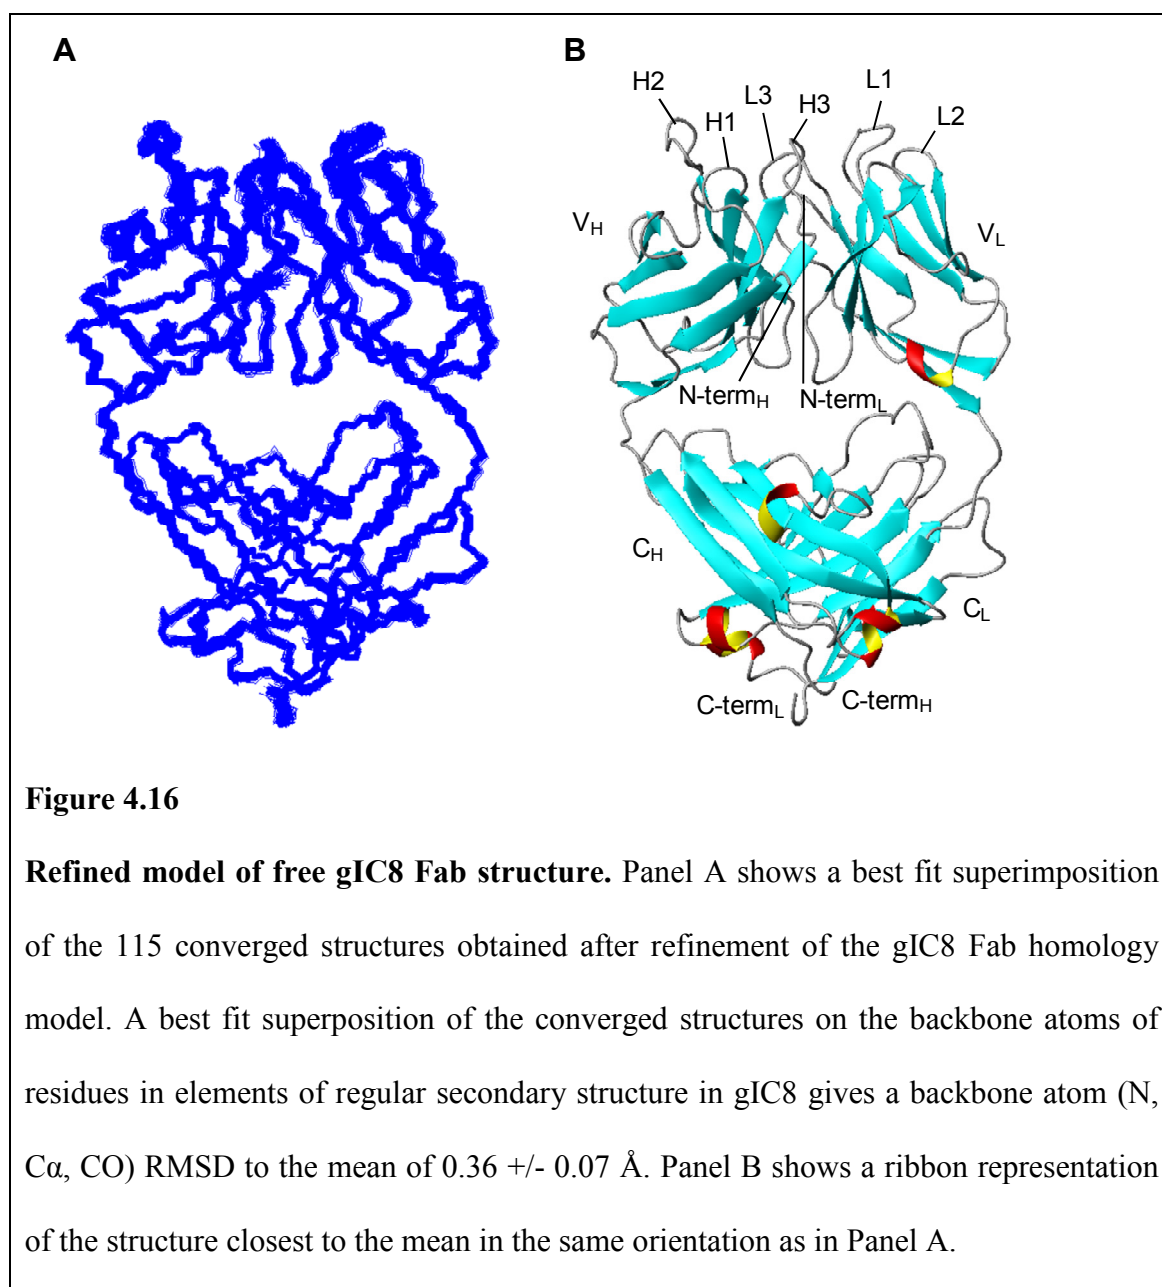 A
B
H2
H1
L3
H3
L1
L2
VH
VL
N-termH
N-termL
CH
CL
C-termL
C-termH
Figure 4.16
Refined model of free gIC8 Fab structure. Panel A shows a best fit superimposition
of the 115 converged structures obtained after refinement of the gIC8 Fab homology
model. A best fit superposition of the converged structures on the backbone atoms of
residues in elements of regular secondary structure in gIC8 gives a backbone atom (N,
Cα, CO) RMSD to the mean of 0.36 +/- 0.07 Å. Panel B shows a ribbon representation
of the structure closest to the mean in the same orientation as in Panel A.